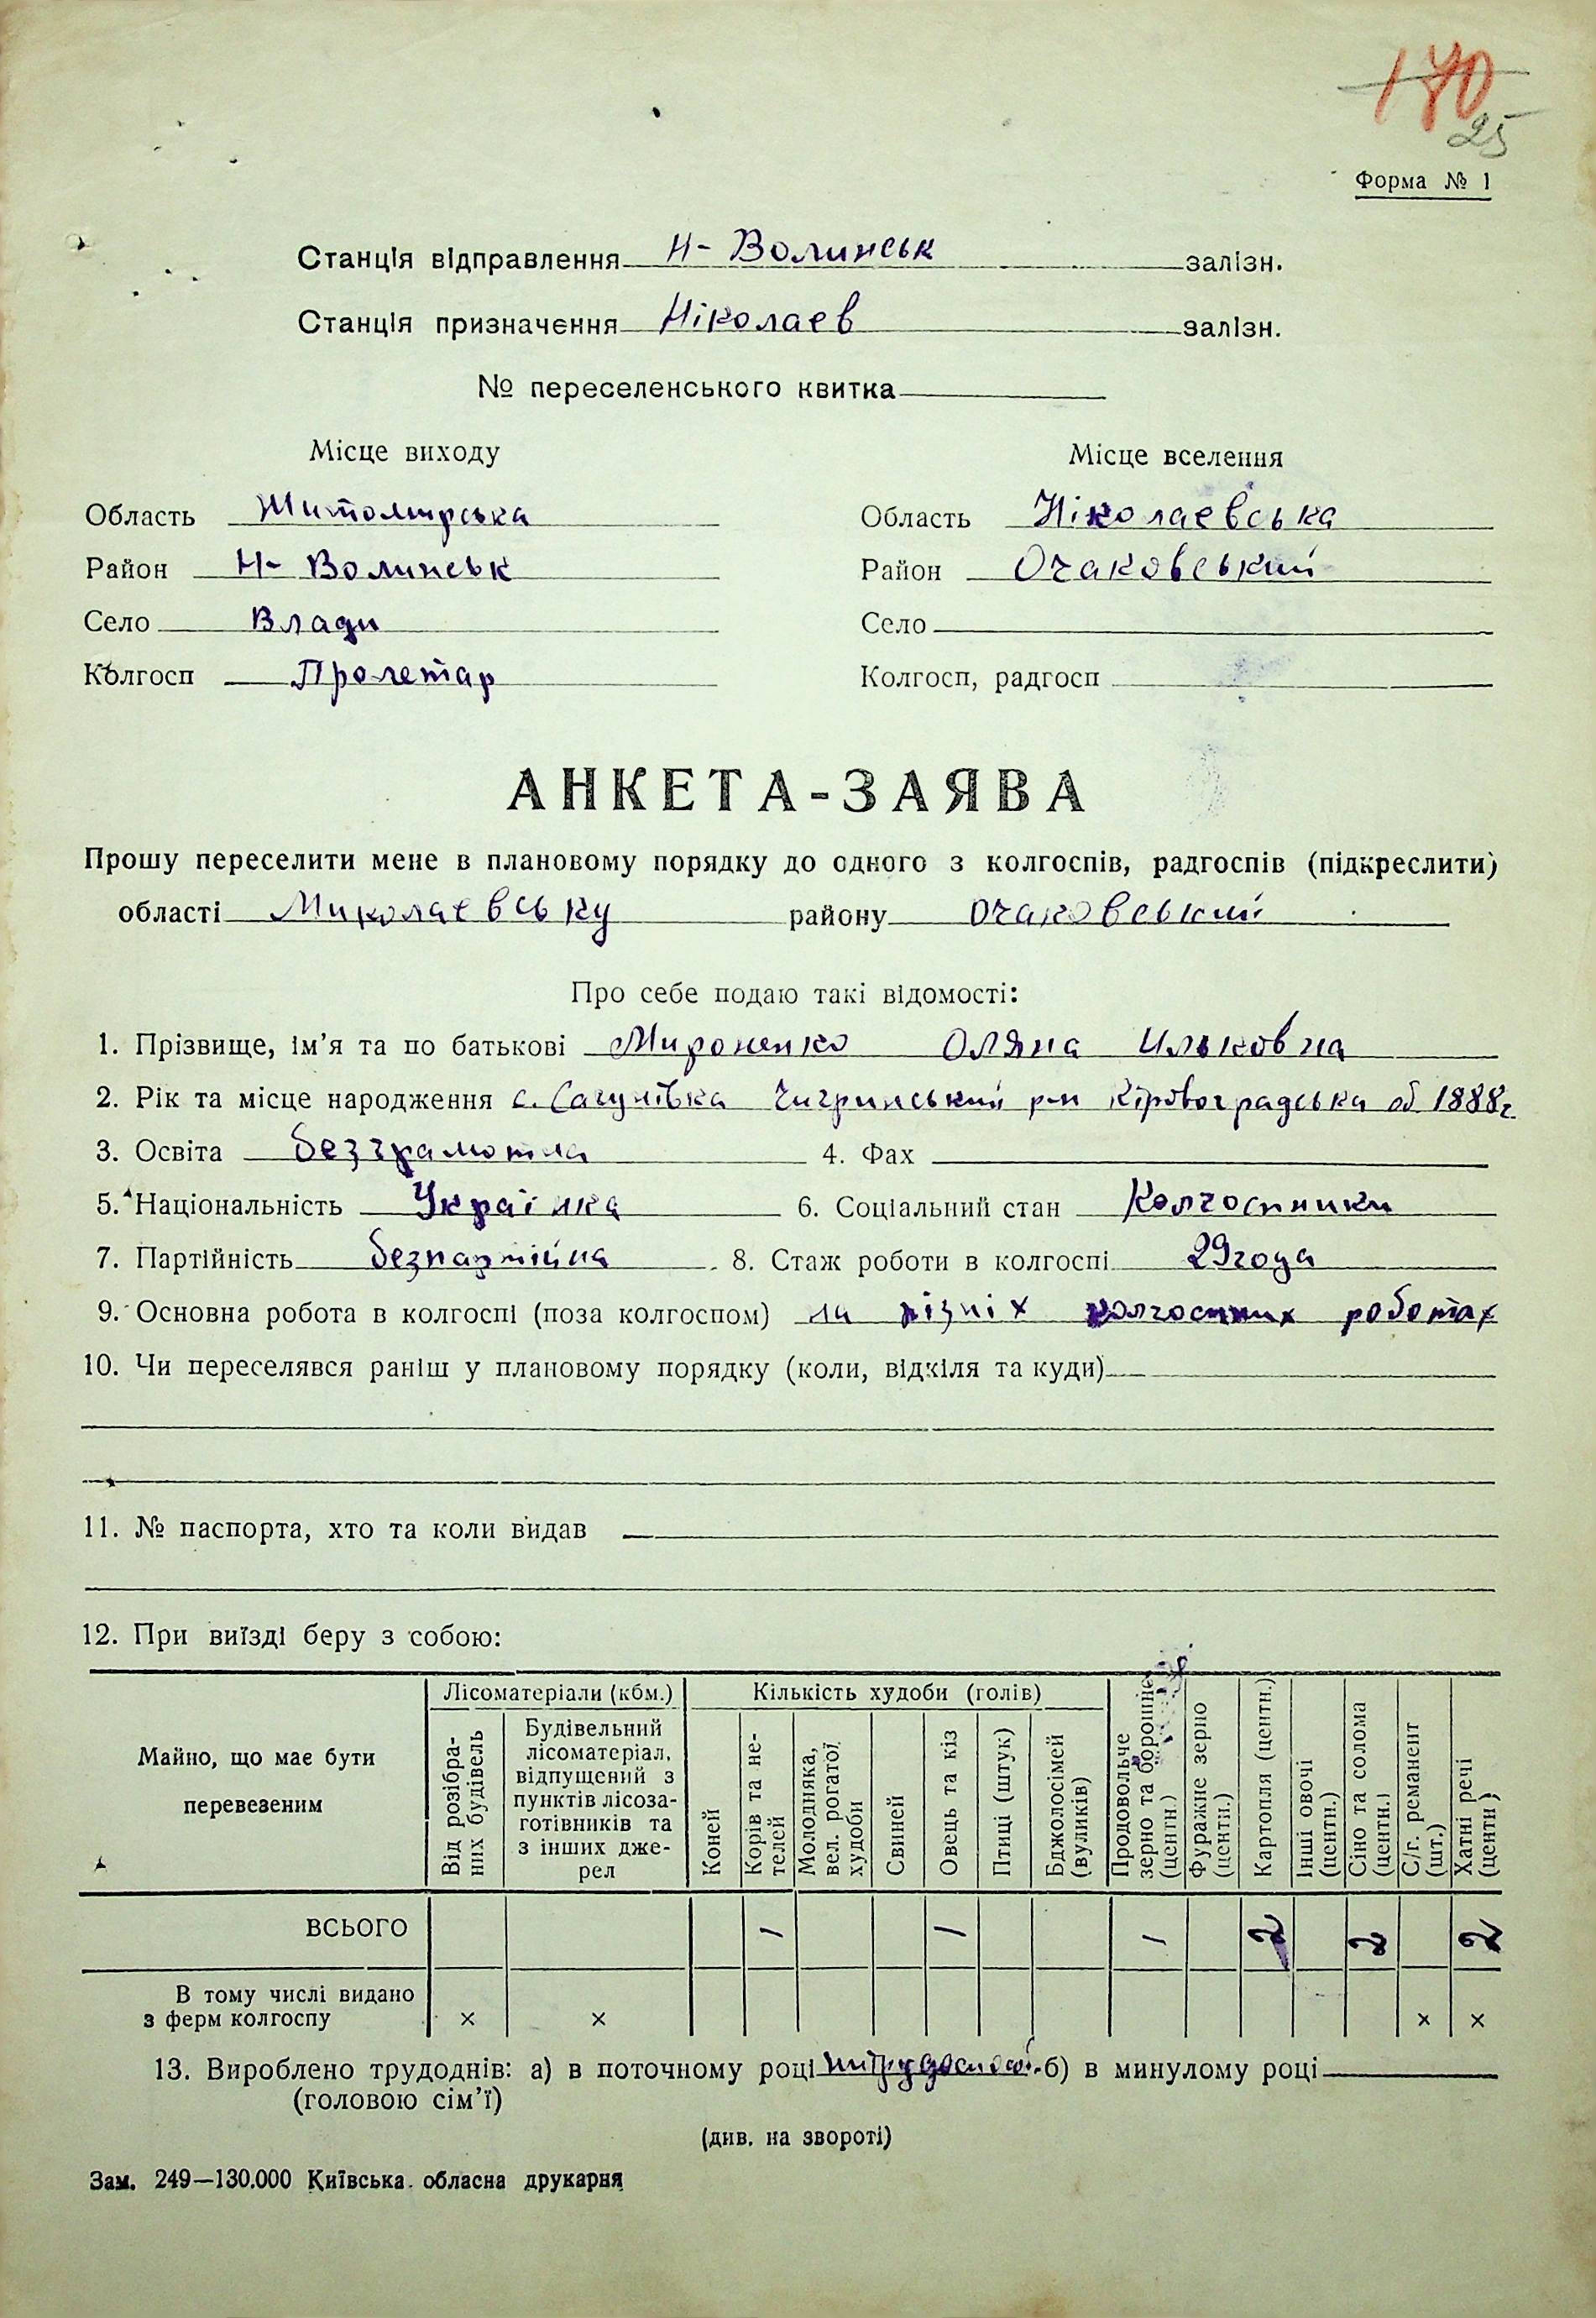 170
25
Форма № 1
Станція відправлення Н-Волинськ залізн.
Станція призначення Ніколаев залізн.
№ переселенського квитка
Місце виходу
Область Житомирська
Район Н-Волинськ
Село Влади
Колгосп Пролетар
Місце вселення
Область Ніколаевська
Район Очаковський
Село
Колгосп, радгосп
АНКЕТА-ЗАЯВА
Прошу переселити мене в плановому порядку до одного з колгоспів, радгоспів (підкреслити)
області Миколаевську району очаковський
Про себе подаю такі відомості:
1. Прізвище, ім’я та по батькові Мироненко Оляна Ильковна
2. Рік та місце народження с. Сагунівка Чигринський р-н Кіровоградська об 1888г
3. Освіта безграмотна 4. Фах
5. Національність Українка 6. Соціальний стан Колгоспники
7. Партійність безпартійна 8. Стаж роботи в колгоспі 29 года
9. Основна робота в колгоспі (поза колгоспом) на різніх колгоспних роботах
10. Чи переселявся раніш у плановому порядку (коли, відкіля та куди)
11. № паспорта, хто та коли видав
12. При виїзді беру з собою:
Майно, що має бути перевезеним
Лісоматеріали (кбм.)
Від розібраних будівель
Будівельний лісоматеріал, відпущений з пунктів лісозаготівників та з інших джерел
Кількість худоби (голів)
Коней
Корів та нетелей
Молодняка, вел. рогатої худоби
Свиней
Овець та кіз
Птиці (штук)
Бджолосімей (вуликів)
Продовольче зерно та борошно (центн.)
Фуражне зерно (центн.)
Картопля (центн.)
Інші овочі (центн.)
Сіно та солома (центн.)
С/г. реманент (шт.)
Хатні речі (центн)
ВСЬОГО 1 1 1 2 2 2
В тому числі видано з ферм колгоспу × × × ×
13. Вироблено трудоднів: а) в поточному році б) в минулому році
(головою сім’ї)
(див. на звороті)
Зам. 249—130.000 Київська обласна друкарня